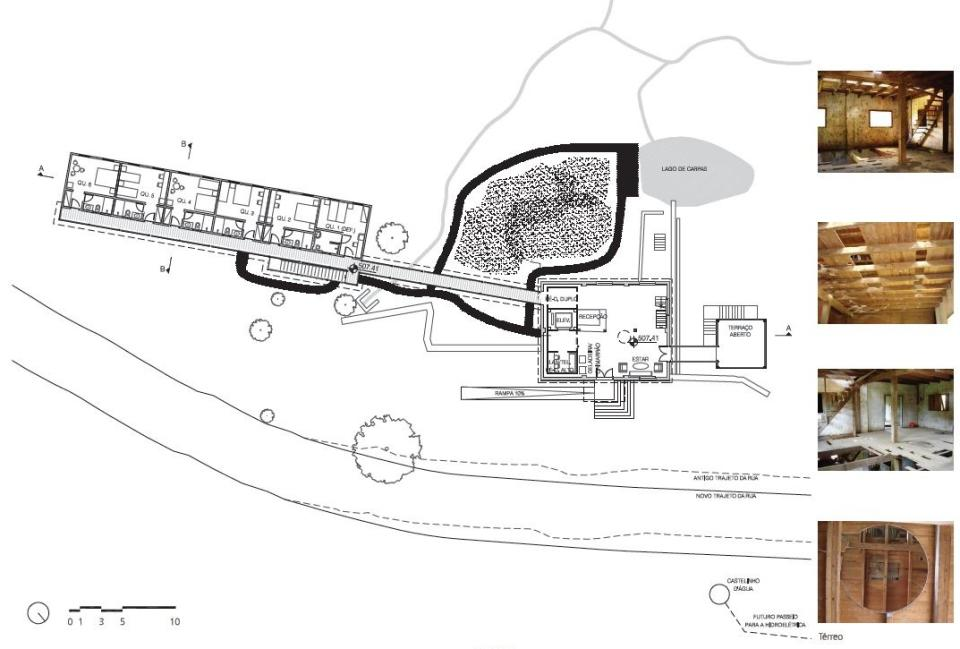 LAGO DE CARPAS
B
A
QU. 6
QU. 5
QU. 4
QU. 3
QU. 2
QU. 1 (DEF.)
507.41
B
PÉ-D. DUPLO
ELEV.
RECEPÇÃO
507.41
ESTAR
TERRAÇO
ABERTO
A
RAMPA 10%
ANTIGO TRAJETO DA RUA
NOVO TRAJETO DA RUA
CASTELINHO
D'ÁGUA
FUTURO PASSEIO
PARA A HIDROELÉTRICA
0 1 3 5 10
Térreo